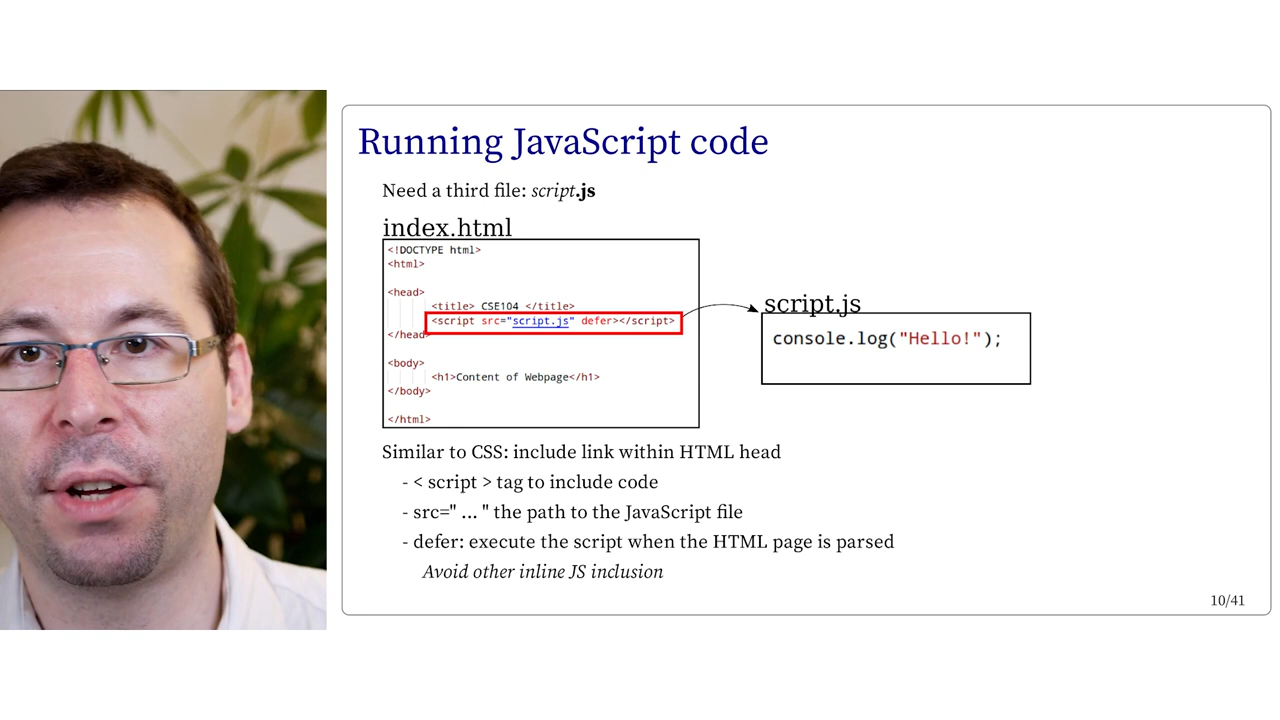 Running JavaScript code
Need a third file: script.js
index.html
<!DOCTYPE html>
<html>
<head>
<title> CSE104 </title>
<script src="script.js" defer></script>
</head>
<body>
<h1>Content of Webpage</h1>
</body>
</html>
script.js
console.log("Hello!");
Similar to CSS: include link within HTML head
- < script > tag to include code
- src=" ... " the path to the JavaScript file
- defer: execute the script when the HTML page is parsed
Avoid other inline JS inclusion
10/41